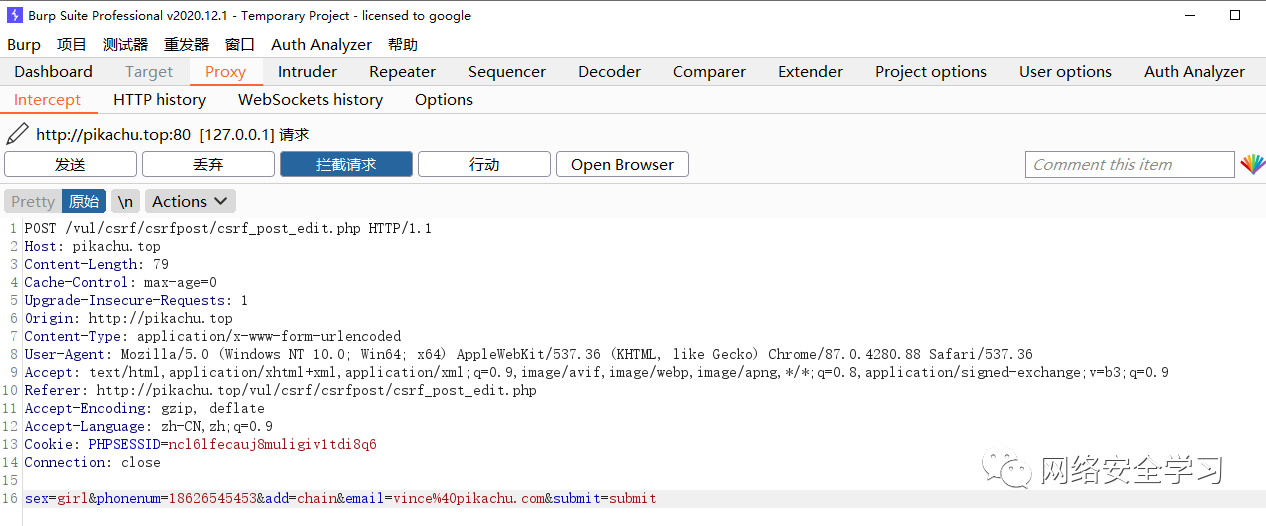 Burp Suite Professional v2020.12.1 - Temporary Project - licensed to google
Burp 项目 测试器 重发器 窗口 Auth Analyzer 帮助
Dashboard Target Proxy Intruder Repeater Sequencer Decoder Comparer Extender Project options User options Auth Analyzer
Intercept HTTP history WebSockets history Options
http://pikachu.top:80 [127.0.0.1] 请求
发送 丢弃 拦截请求 行动 Open Browser Comment this item
Pretty 原始 \n Actions
1 POST /vul/csrf/csrfpost/csrf_post_edit.php HTTP/1.1
2 Host: pikachu.top
3 Content-Length: 79
4 Cache-Control: max-age=0
5 Upgrade-Insecure-Requests: 1
6 Origin: http://pikachu.top
7 Content-Type: application/x-www-form-urlencoded
8 User-Agent: Mozilla/5.0 (Windows NT 10.0; Win64; x64) AppleWebKit/537.36 (KHTML, like Gecko) Chrome/87.0.4280.88 Safari/537.36
9 Accept: text/html,application/xhtml+xml,application/xml;q=0.9,image/avif,image/webp,image/apng,*/*;q=0.8,application/signed-exchange;v=b3;q=0.9
10 Referer: http://pikachu.top/vul/csrf/csrfpost/csrf_post_edit.php
11 Accept-Encoding: gzip, deflate
12 Accept-Language: zh-CN,zh;q=0.9
13 Cookie: PHPSESSID=ncl6lfecauj8muligiv1tdi8q6
14 Connection: close
15
16 sex=girl&phonenum=18626545453&add=chain&email=vince%40pikachu.com&submit=submit
网络安全学习